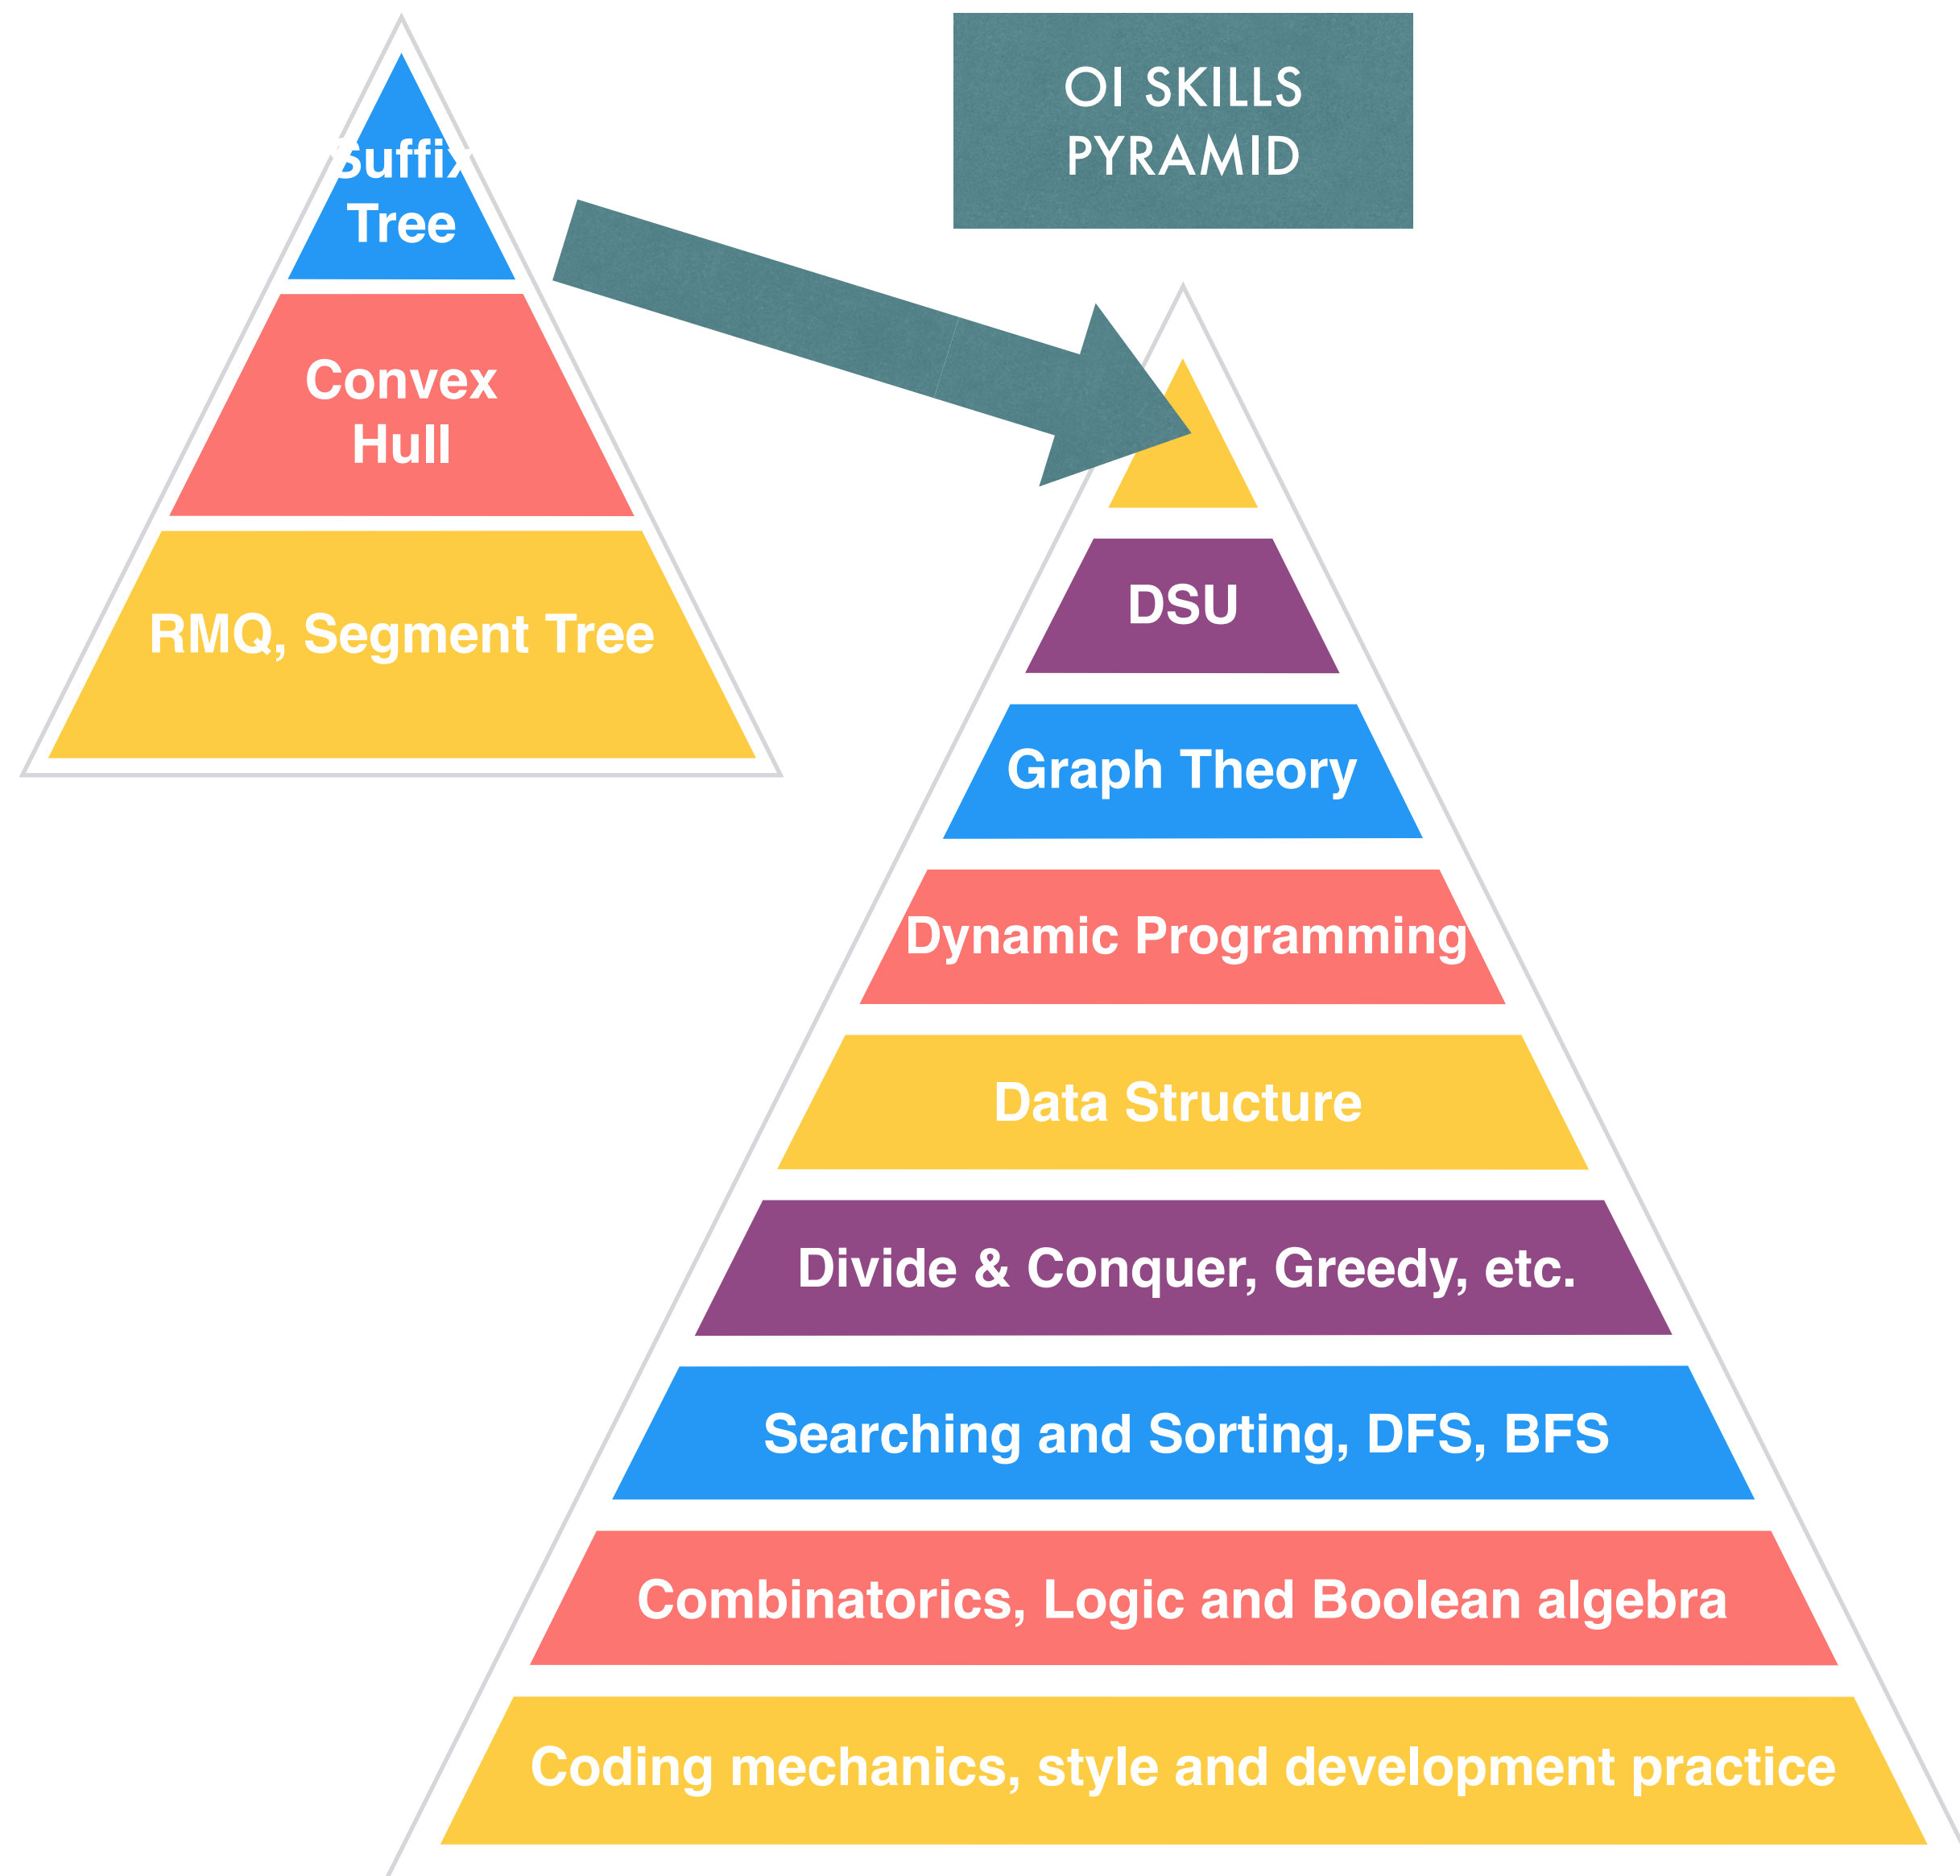 OI SKILLS
PYRAMID
Suffix
Tree
Convex
Hull
RMQ, Segment Tree
DSU
Graph Theory
Dynamic Programming
Data Structure
Divide & Conquer, Greedy, etc.
Searching and Sorting, DFS, BFS
Combinatorics, Logic and Boolean algebra
Coding mechanics, style and development practice